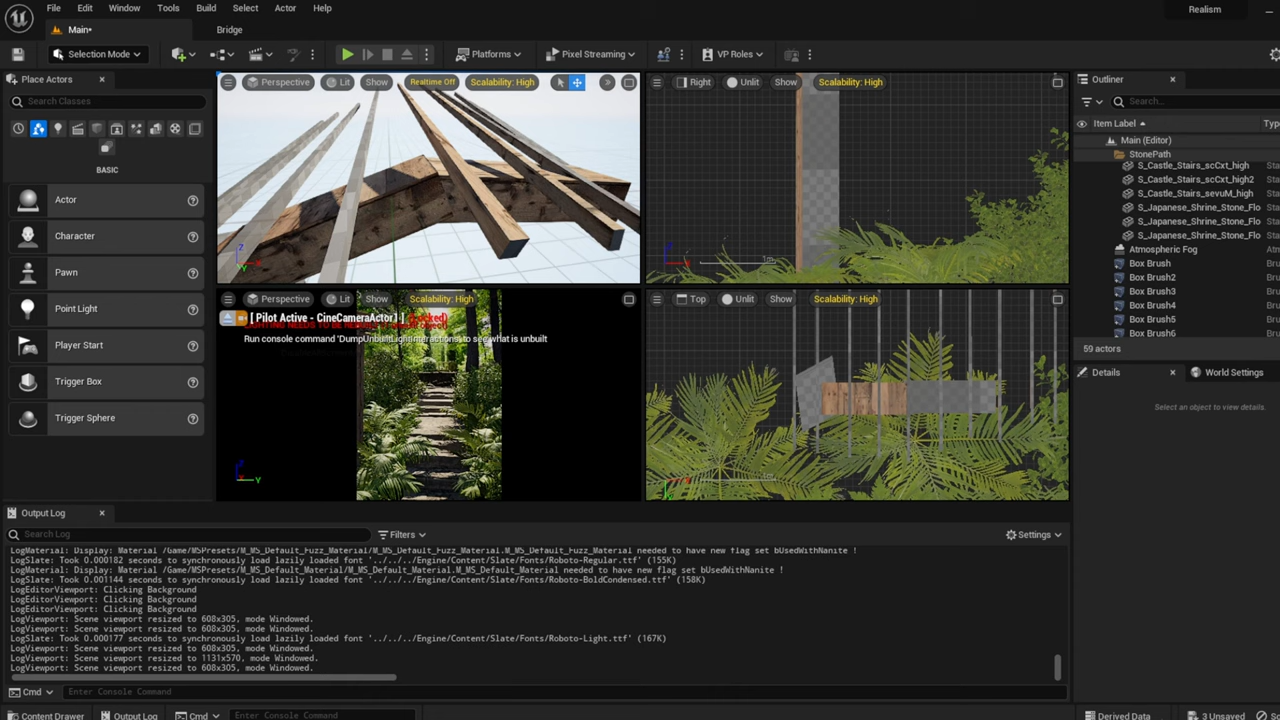 File Edit Window Tools Build Select Actor Help Realism
Main•
Bridge
Selection Mode
Platforms
Pixel Streaming
VP Roles
Place Actors
Search Classes
BASIC
Actor
Character
Pawn
Point Light
Player Start
Trigger Box
Trigger Sphere
Perspective Lit Show Realtime Off Scalability: High
Right Unlit Show Scalability: High
1m
Perspective Lit Show Scalability: High
[ Pilot Active - CineCameraActor1 ] (Locked)
Run console command 'DumpUnbuiltLightInteractions' to see what is unbuilt
Top Unlit Show Scalability: High
1m
Outliner
Search...
Item Label
Main (Editor)
StonePath
S_Castle_Stairs_scCxt_high
S_Castle_Stairs_scCxt_high2
S_Castle_Stairs_sevuM_high
S_Japanese_Shrine_Stone_Flo
S_Japanese_Shrine_Stone_Flo
S_Japanese_Shrine_Stone_Flo
Atmospheric Fog
Box Brush
Box Brush2
Box Brush3
Box Brush4
Box Brush5
Box Brush6
59 actors
Details
World Settings
Select an object to view details.
Output Log
Search Log
Filters
Settings
LogMaterial: Display: Material /Game/MSPresets/M_MS_Default_Fuzz_Material/M_MS_Default_Fuzz_Material.M_MS_Default_Fuzz_Material needed to have new flag set bUsedWithNanite !
LogSlate: Took 0.000182 seconds to synchronously load lazily loaded font '../../../Engine/Content/Slate/Fonts/Roboto-Regular.ttf' (155K)
LogMaterial: Display: Material /Game/MSPresets/M_MS_Default_Material/M_MS_Default_Material.M_MS_Default_Material needed to have new flag set bUsedWithNanite !
LogSlate: Took 0.001144 seconds to synchronously load lazily loaded font '../../../Engine/Content/Slate/Fonts/Roboto-BoldCondensed.ttf' (158K)
LogEditorViewport: Clicking Background
LogEditorViewport: Clicking Background
LogEditorViewport: Clicking Background
LogViewport: Scene viewport resized to 608x305, mode Windowed.
LogViewport: Scene viewport resized to 608x305, mode Windowed.
LogSlate: Took 0.000177 seconds to synchronously load lazily loaded font '../../../Engine/Content/Slate/Fonts/Roboto-Light.ttf' (167K)
LogViewport: Scene viewport resized to 608x305, mode Windowed.
LogViewport: Scene viewport resized to 1131x570, mode Windowed.
LogViewport: Scene viewport resized to 608x305, mode Windowed.
Cmd Enter Console Command
Content Drawer Output Log Cmd Enter Console Command Derived Data 3 Unsaved